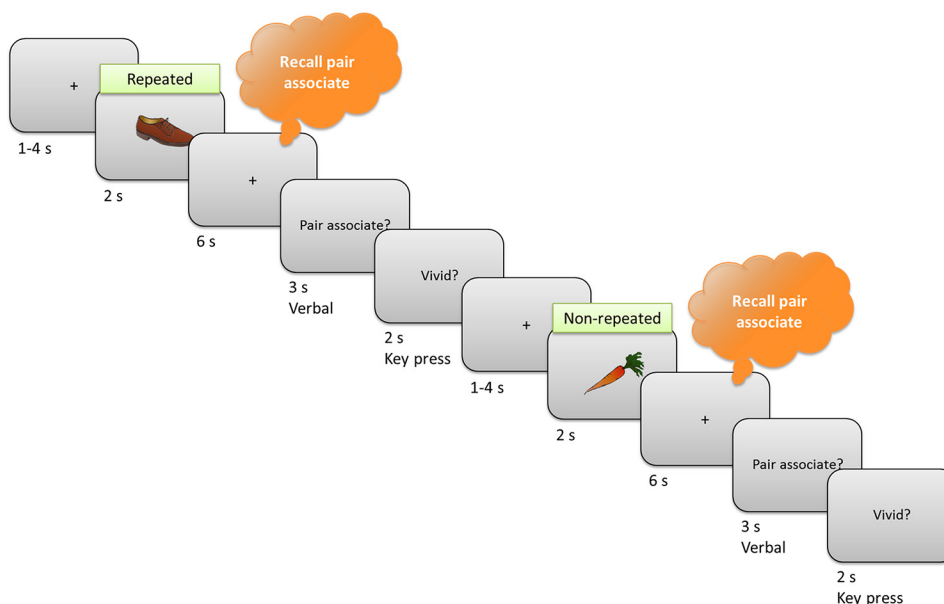 +
1-4 s
Repeated
2 s
Recall pair
associate
+
6 s
Pair associate?
3 s
Verbal
Vivid?
2 s
Key press
+
1-4 s
Non-repeated
2 s
Recall pair
associate
+
6 s
Pair associate?
3 s
Verbal
Vivid?
2 s
Key press